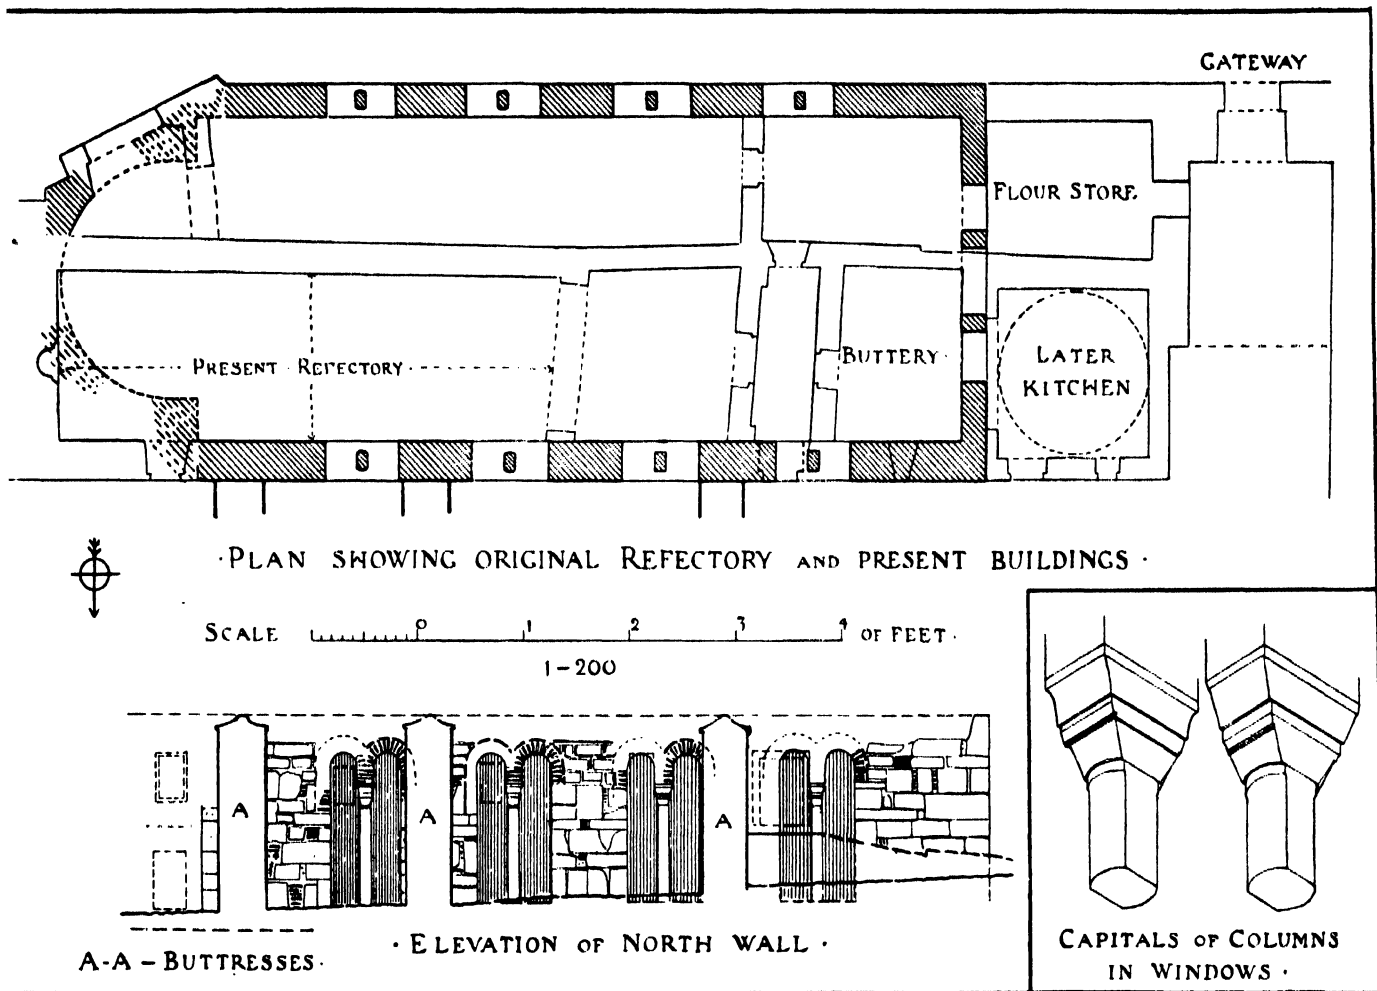 GATEWAY
FLOUR STORE
PRESENT REFECTORY
BUTTERY
LATER
KITCHEN
· PLAN SHOWING ORIGINAL REFECTORY AND PRESENT BUILDINGS ·
SCALE 0 1 2 3 4 OF FEET ·
1-200
A A A
· ELEVATION OF NORTH WALL ·
A-A - BUTTRESSES ·
CAPITALS OF COLUMNS
IN WINDOWS ·